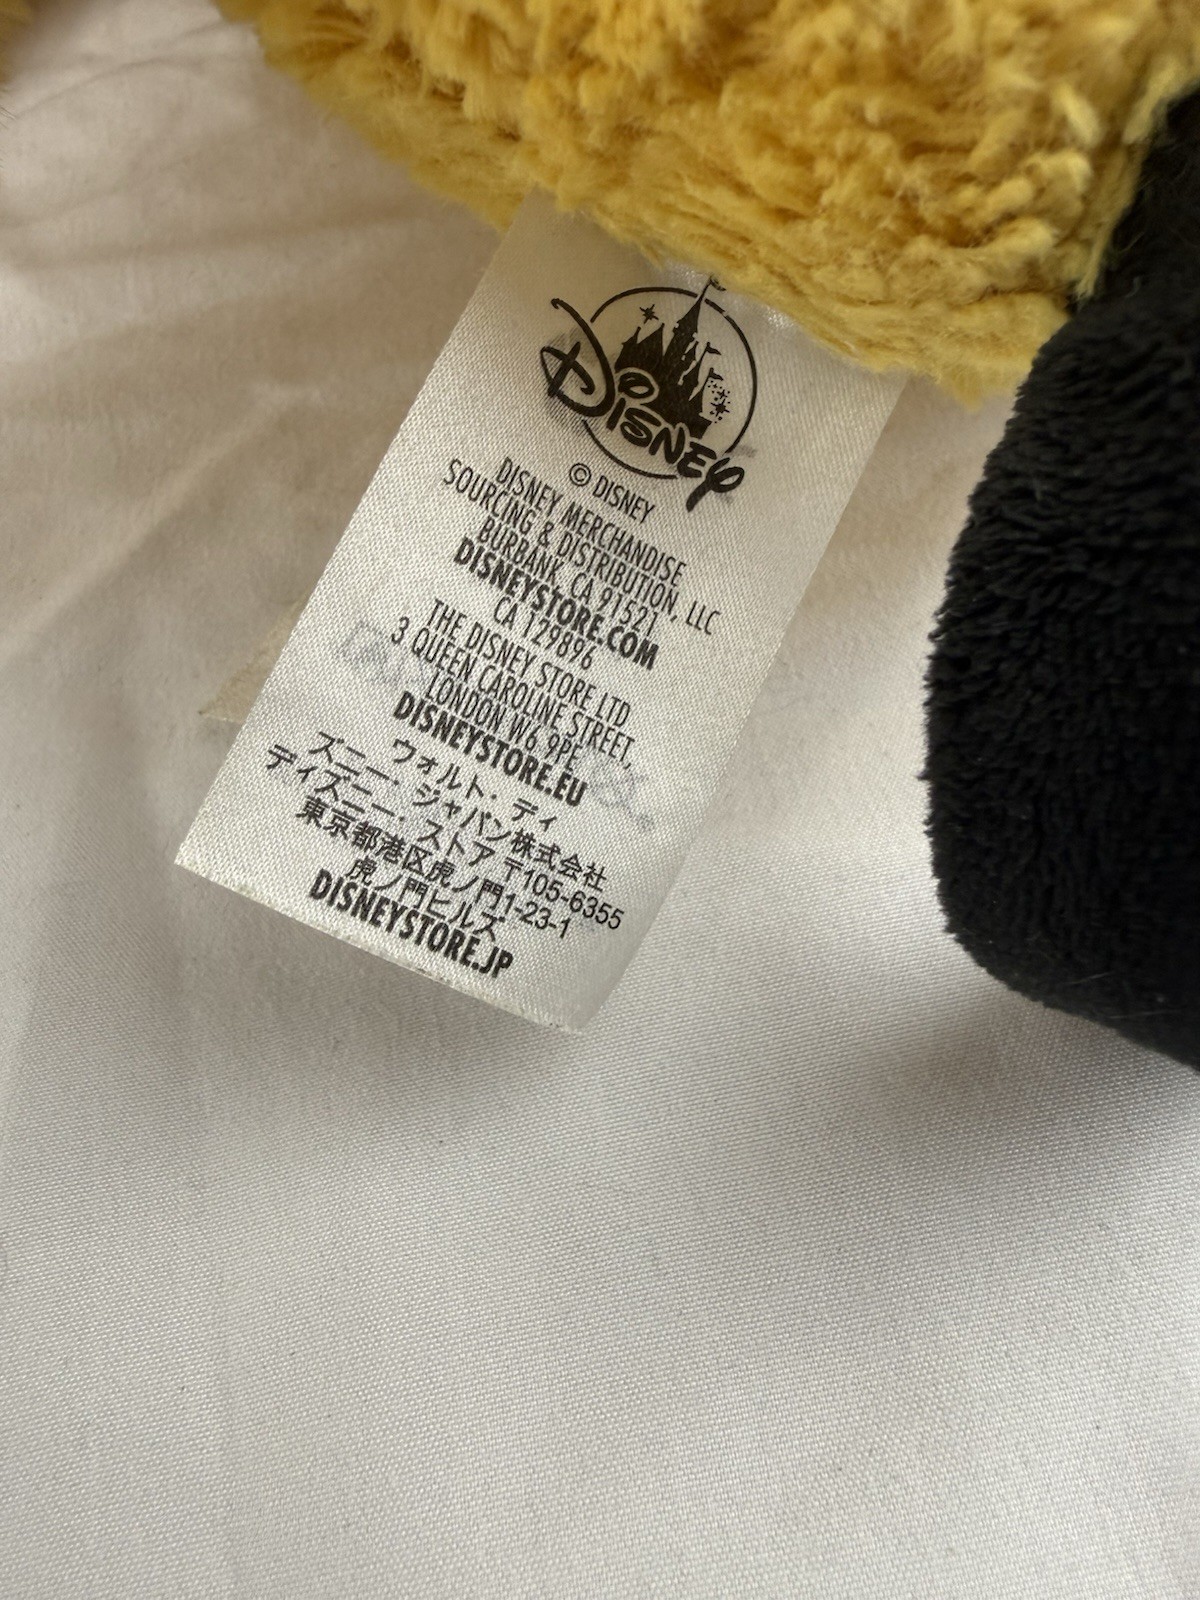 Disney
© DISNEY
DISNEY MERCHANDISE
SOURCING & DISTRIBUTION, LLC
BURBANK, CA 91521
DISNEYSTORE.COM
CA 129896
THE DISNEY STORE LTD
3 QUEEN CAROLINE STREET,
LONDON W6 9PE
DISNEYSTORE.EU
ウォルト・ディ
ズニー・ジャパン株式会社
ディズニー・ストア 〒105-6355
東京都港区虎ノ門1-23-1
虎ノ門ヒルズ
DISNEYSTORE.JP